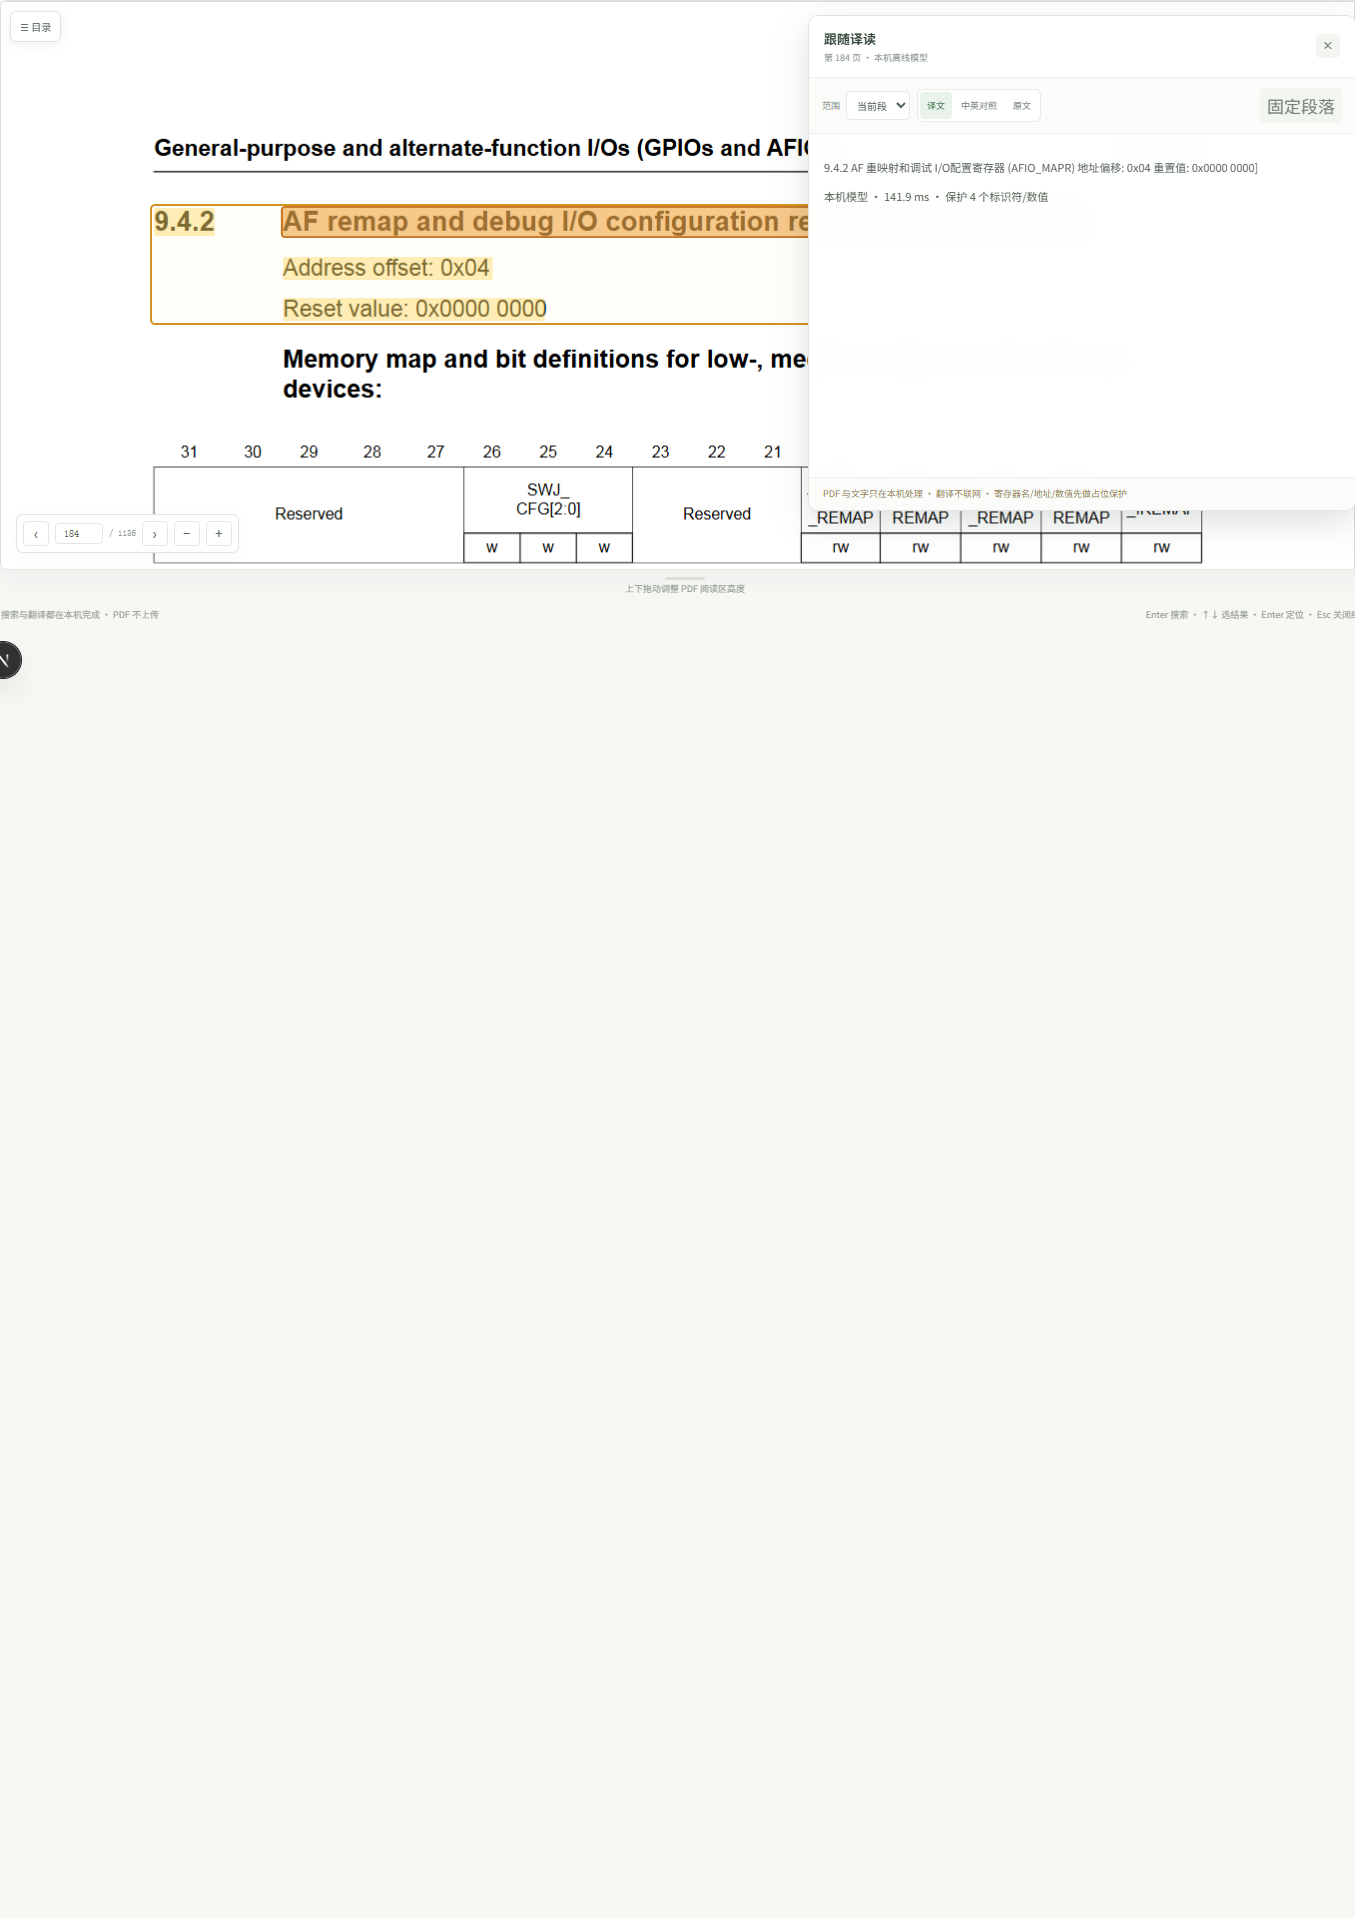 ☰ 目录
General-purpose and alternate-function I/Os (GPIOs and AFI
9.4.2 AF remap and debug I/O configuration re
Address offset: 0x04
Reset value: 0x0000 0000
Memory map and bit definitions for low-, me
devices:
31 30 29 28 27 26 25 24 23 22 21
Reserved
SWJ_
CFG[2:0]
Reserved
_REMAP REMAP _REMAP REMAP
w w w rw rw rw rw rw
‹ 184 / 1136 › − +
跟随译读
第 184 页 · 本机离线模型
×
范围 当前段 译文 中英对照 原文 固定段落
9.4.2 AF 重映射和调试 I/O配置寄存器 (AFIO_MAPR) 地址偏移: 0x04 重置值: 0x0000 0000]
本机模型 · 141.9 ms · 保护 4 个标识符/数值
PDF 与文字只在本机处理 · 翻译不联网 · 寄存器名/地址/数值先做占位保护
上下拖动调整 PDF 阅读区高度
搜索与翻译都在本机完成 · PDF 不上传
Enter 搜索 · ↑↓ 选结果 · Enter 定位 · Esc 关闭